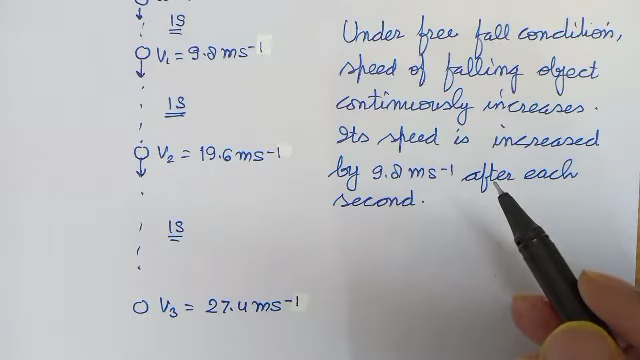 1S
V1 = 9.8 ms-1
1S
V2 = 19.6 ms-1
1S
V3 = 27.4 ms-1
Under free fall condition,
speed of falling object
continuously increases.
Its speed is increased
by 9.8 ms-1 after each
second.